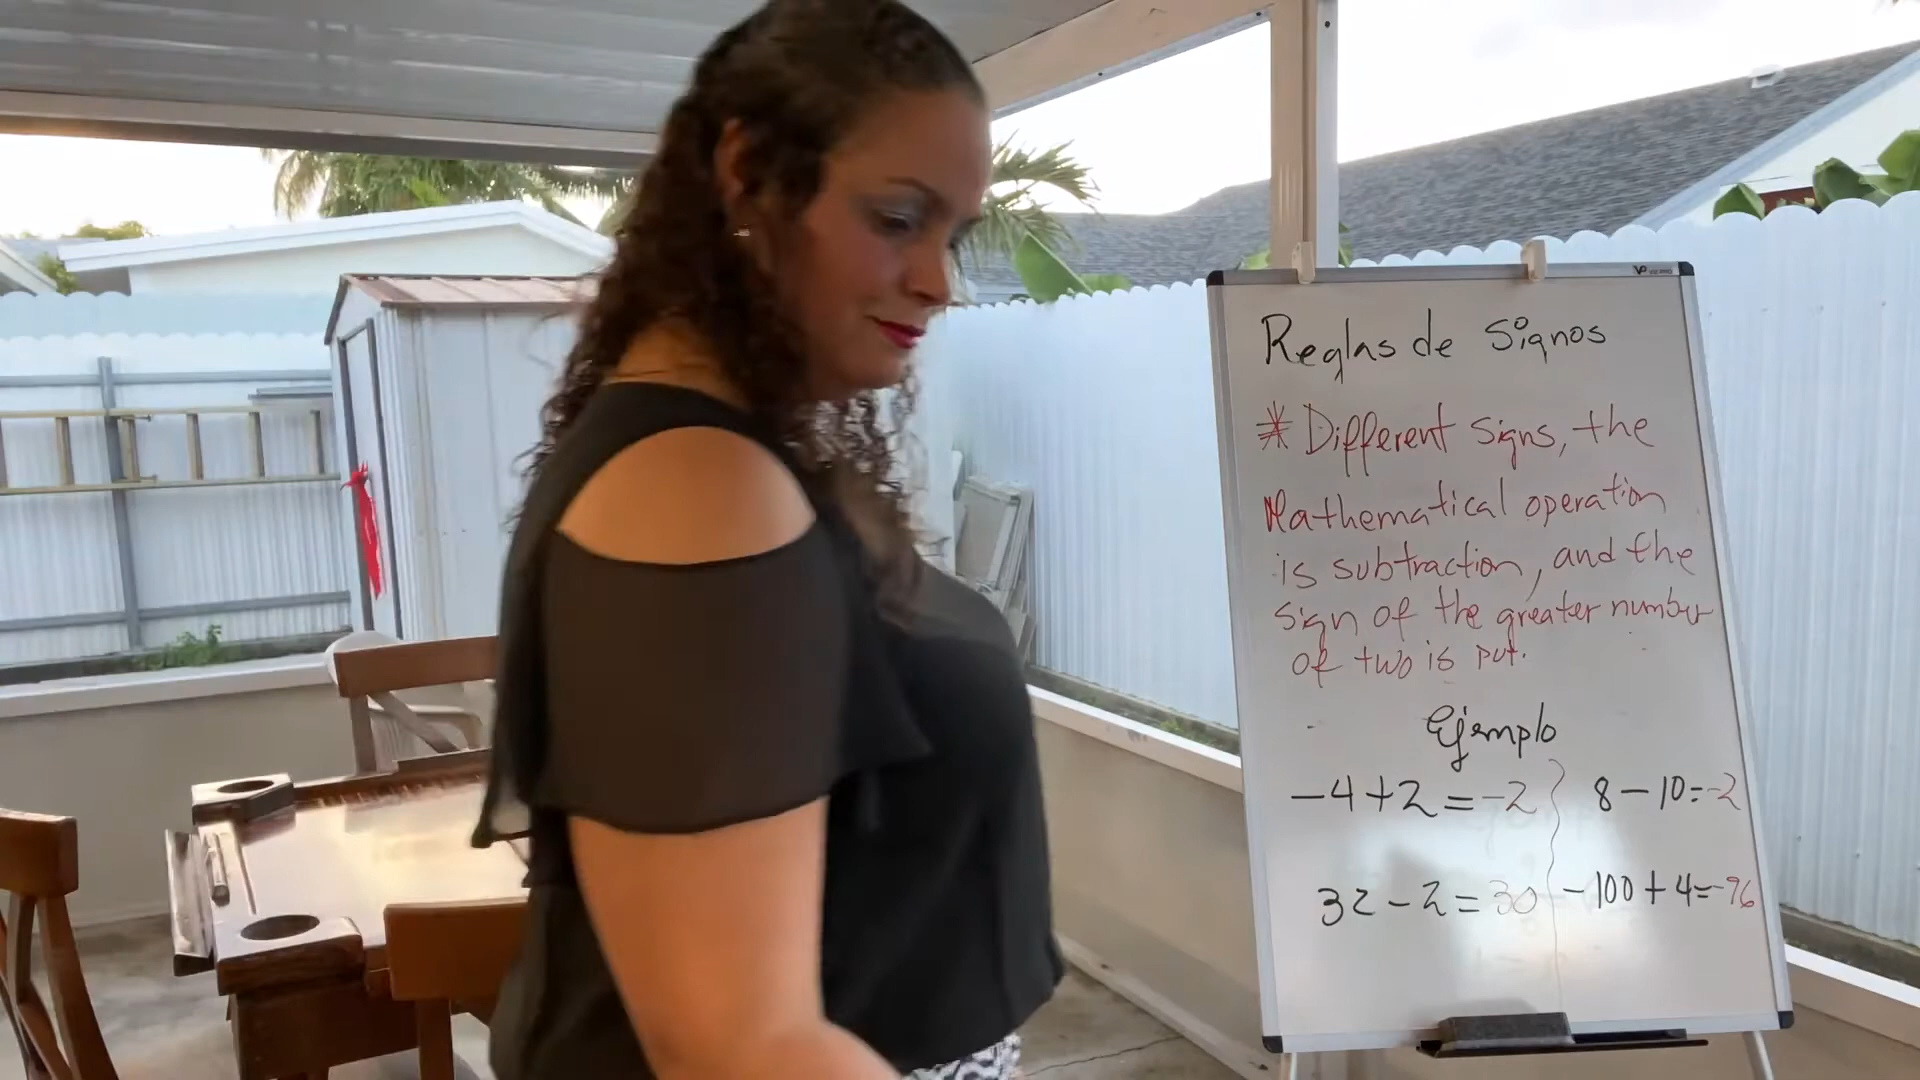 Reglas de Signos
* Different Signs, the
Mathematical operation
is subtraction, and the
sign of the greater number
of two is put.
Ejemplo
-4+2=-2
8-10=-2
32-2=30
-100+4=-96